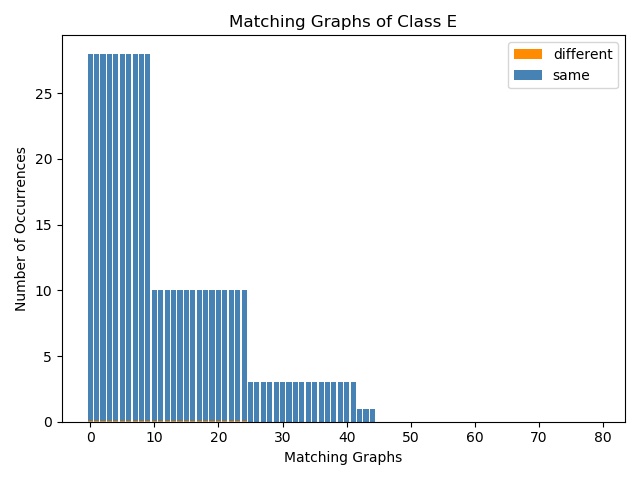 Matching Graphs of Class E
different
same
Number of Occurrences
25
20
15
10
5
0
0 10 20 30 40 50 60 70 80
Matching Graphs